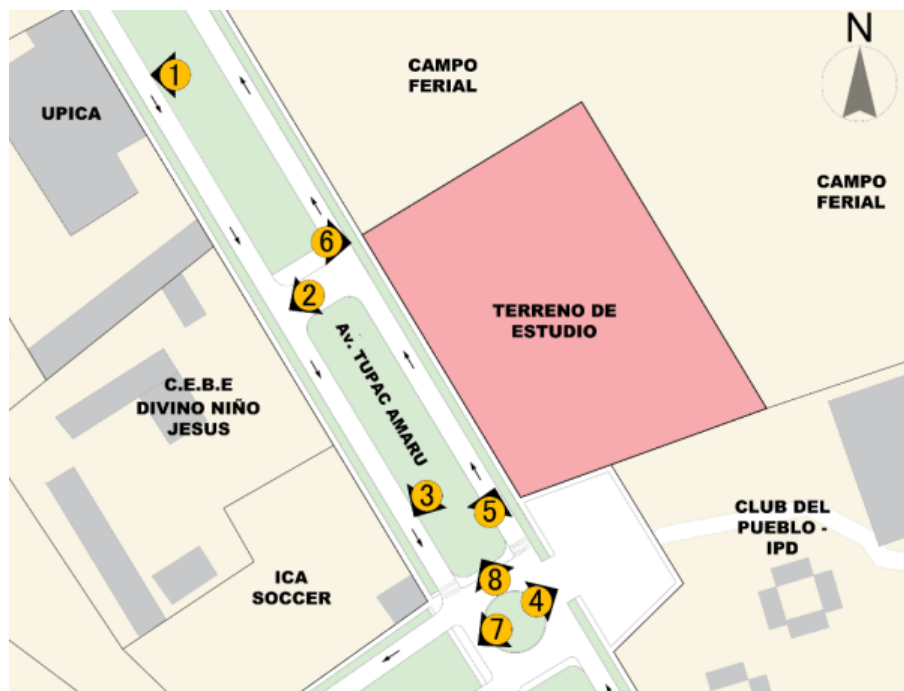 N
CAMPO
FERIAL
1
UPICA
CAMPO
FERIAL
6
2
TERRENO DE
ESTUDIO
Av. TUPAC AMARU
C.E.B.E
DIVINO NIÑO
JESUS
3
5
CLUB DEL
PUEBLO -
IPD
ICA
SOCCER
8
4
7